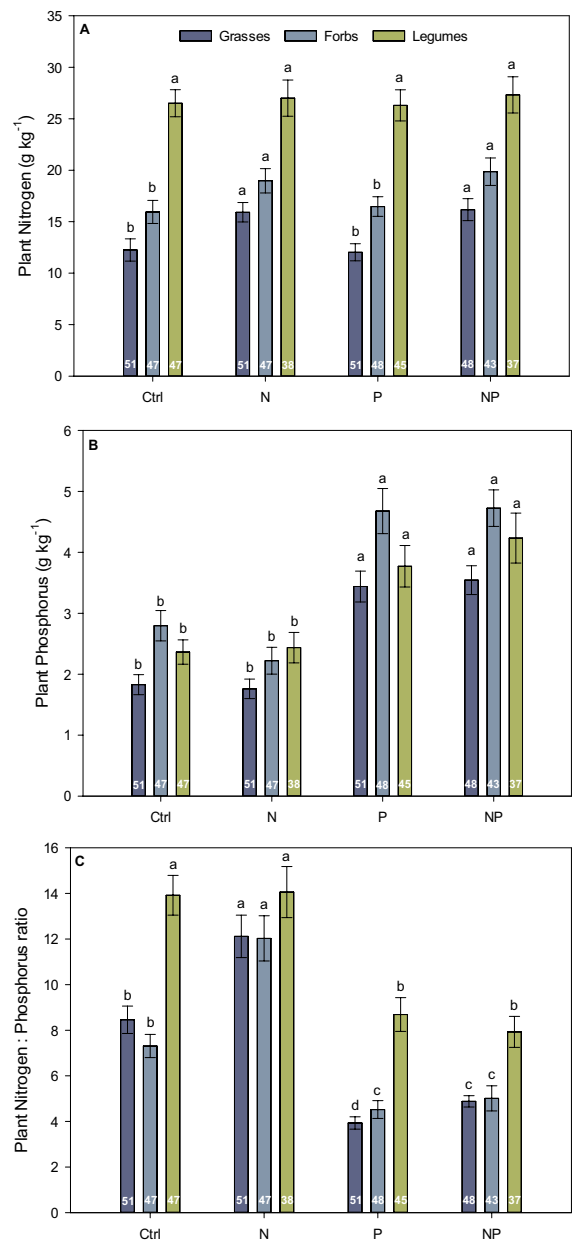 A
Grasses Forbs Legumes
Plant Nitrogen (g kg⁻¹)
35
30
25
20
15
10
5
0
b b a
a a a
b b a
a a a
51 47 47
51 47 38
51 48 45
48 43 37
Ctrl N P NP
B
Plant Phosphorus (g kg⁻¹)
6
5
4
3
2
1
0
b b b
b b b
a a a
a a a
51 47 47
51 47 38
51 48 45
48 43 37
Ctrl N P NP
C
Plant Nitrogen : Phosphorus ratio
16
14
12
10
8
6
4
2
0
b b a
a a a
d c b
c c b
51 47 47
51 47 38
51 48 45
48 43 37
Ctrl N P NP